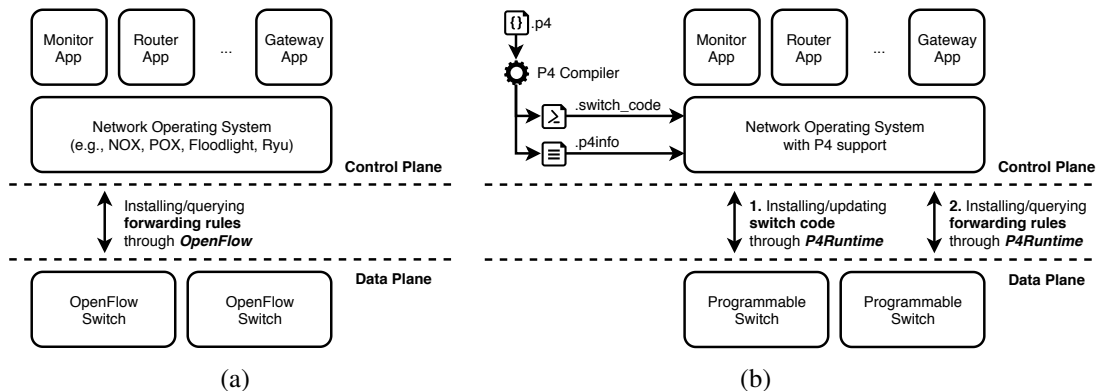 Monitor
App
Router
App
...
Gateway
App
Network Operating System
(e.g., NOX, POX, Floodlight, Ryu)
Control Plane
Installing/querying
forwarding rules
through OpenFlow
Data Plane
OpenFlow
Switch
OpenFlow
Switch
(a)
{}
.p4
P4 Compiler
.switch_code
.p4info
Monitor
App
Router
App
...
Gateway
App
Network Operating System
with P4 support
Control Plane
1. Installing/updating
switch code
through P4Runtime
2. Installing/querying
forwarding rules
through P4Runtime
Data Plane
Programmable
Switch
Programmable
Switch
(b)